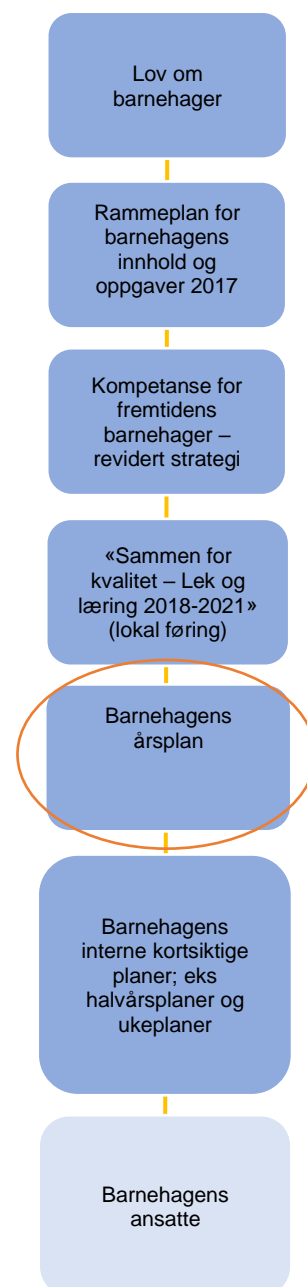 Lov om
barnehager
Rammeplan for
barnehagens
innhold og
oppgaver 2017
Kompetanse for
fremtidens
barnehager –
revidert strategi
«Sammen for
kvalitet – Lek og
læring 2018-2021»
(lokal føring)
Barnehagens
årsplan
Barnehagens
interne kortsiktige
planer; eks
halvårsplaner og
ukeplaner
Barnehagens
ansatte